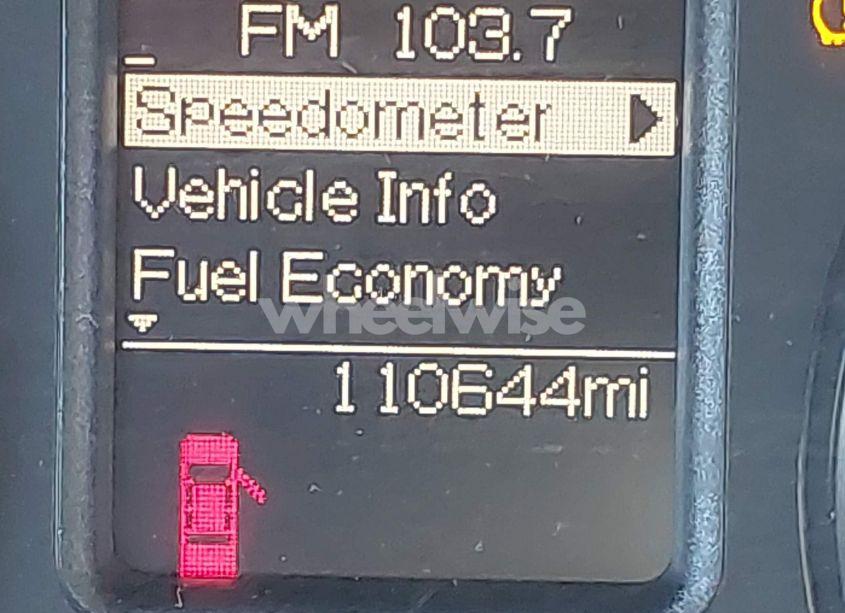 FM 103.7
Speedometer
Vehicle Info
Fuel Economy
wheelwise
110644mi